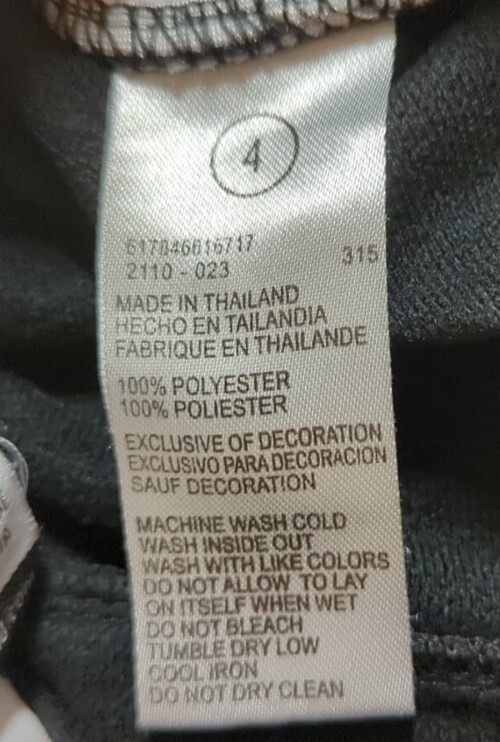 4
617846616717
2110 - 023 315
MADE IN THAILAND
HECHO EN TAILANDIA
FABRIQUE EN THAILANDE
100% POLYESTER
100% POLIESTER
EXCLUSIVE OF DECORATION
EXCLUSIVO PARA DECORACION
SAUF DECORATION
MACHINE WASH COLD
WASH INSIDE OUT
WASH WITH LIKE COLORS
DO NOT ALLOW TO LAY
ON ITSELF WHEN WET
DO NOT BLEACH
TUMBLE DRY LOW
COOL IRON
DO NOT DRY CLEAN